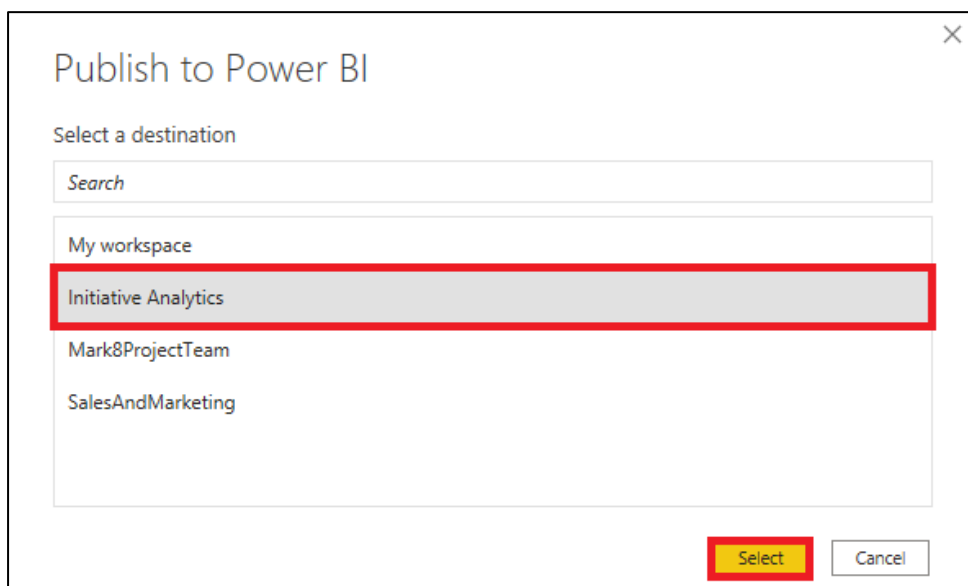 Publish to Power BI
Select a destination
Search
My workspace
Initiative Analytics
Mark8ProjectTeam
SalesAndMarketing
Select Cancel